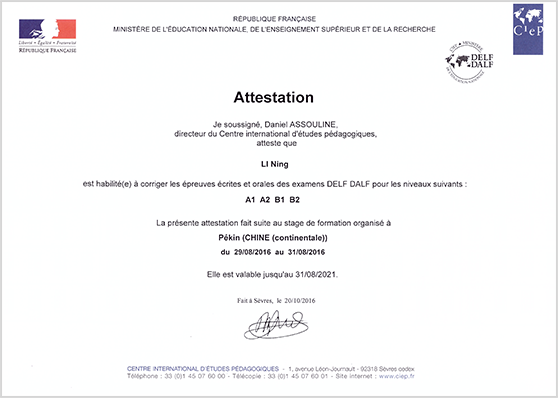 RÉPUBLIQUE FRANÇAISE
MINISTÈRE DE L'ÉDUCATION NATIONALE, DE L'ENSEIGNEMENT SUPÉRIEUR ET DE LA RECHERCHE
Liberté • Égalité • Fraternité
RÉPUBLIQUE FRANÇAISE
CIEP
DELF
DALF
Attestation
Je soussigné, Daniel ASSOULINE,
directeur du Centre international d'études pédagogiques,
atteste que
LI Ning
est habilité(e) à corriger les épreuves écrites et orales des examens DELF DALF pour les niveaux suivants :
A1 A2 B1 B2
La présente attestation fait suite au stage de formation organisé à
Pékin (CHINE (continentale))
du 29/08/2016 au 31/08/2016
Elle est valable jusqu'au 31/08/2021.
Fait à Sèvres, le 20/10/2016
CENTRE INTERNATIONAL D'ÉTUDES PÉDAGOGIQUES - 1, avenue Léon-Journault - 92318 Sèvres cedex
Téléphone : 33 (0)1 45 07 60 00 - Télécopie : 33 (0)1 45 07 60 01 - Site internet : www.ciep.fr